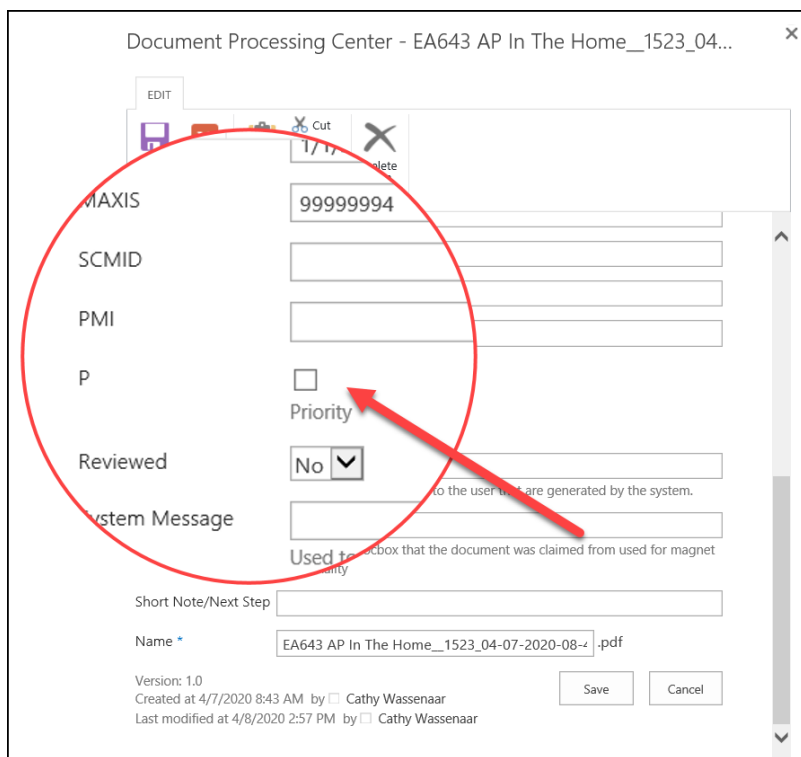 Document Processing Center - EA643 AP In The Home__1523_04...
EDIT
Cut
1/1/
MAXIS
99999994
SCMID
PMI
P
Priority
Reviewed
No
to the user that are generated by the system.
System Message
Used to
ocbox that the document was claimed from used for magnet
Short Note/Next Step
Name *
EA643 AP In The Home__1523_04-07-2020-08-4
.pdf
Version: 1.0
Created at 4/7/2020 8:43 AM by Cathy Wassenaar
Last modified at 4/8/2020 2:57 PM by Cathy Wassenaar
Save
Cancel